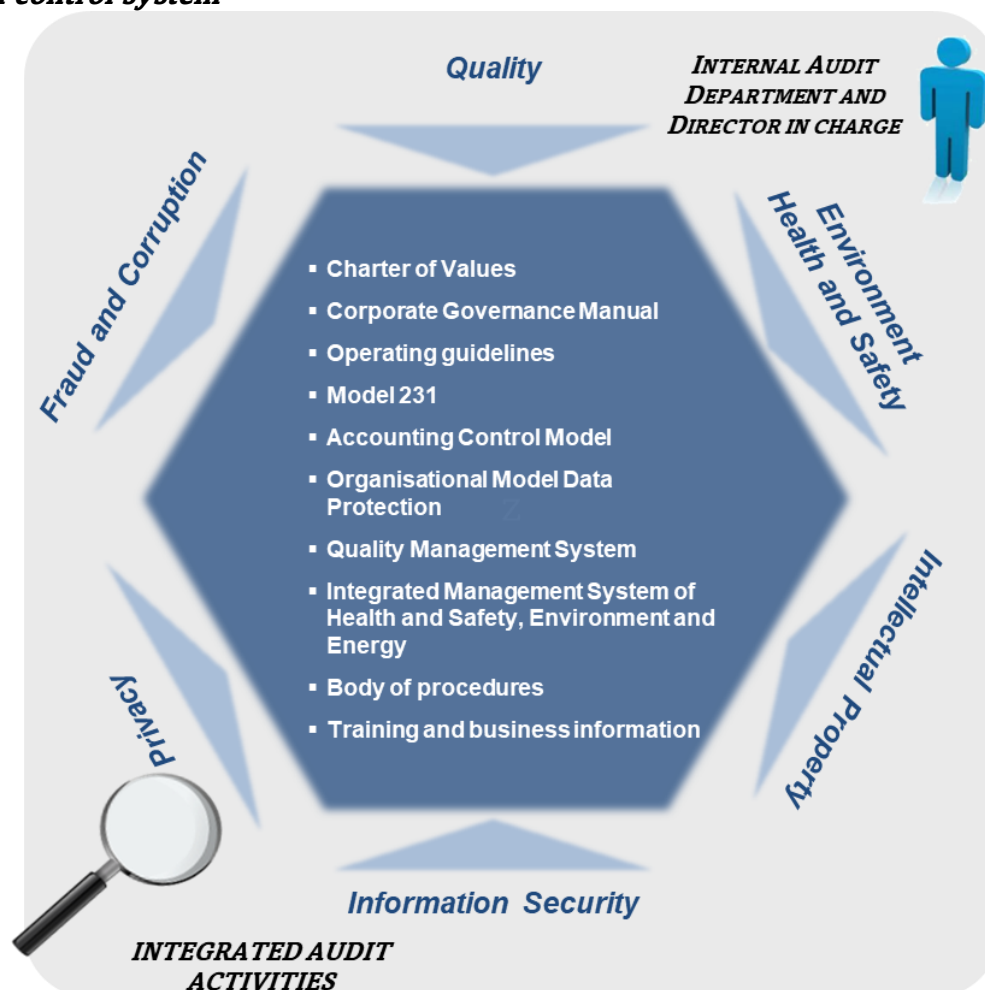 control system
Quality
INTERNAL AUDIT
DEPARTMENT AND
DIRECTOR IN CHARGE
Fraud and Corruption
Environment
Health and Safety
▪ Charter of Values
▪ Corporate Governance Manual
▪ Operating guidelines
▪ Model 231
▪ Accounting Control Model
▪ Organisational Model Data
Protection
▪ Quality Management System
▪ Integrated Management System of
Health and Safety, Environment and
Energy
▪ Body of procedures
▪ Training and business information
Z
Intellectual Property
Privacy
Information Security
INTEGRATED AUDIT
ACTIVITIES